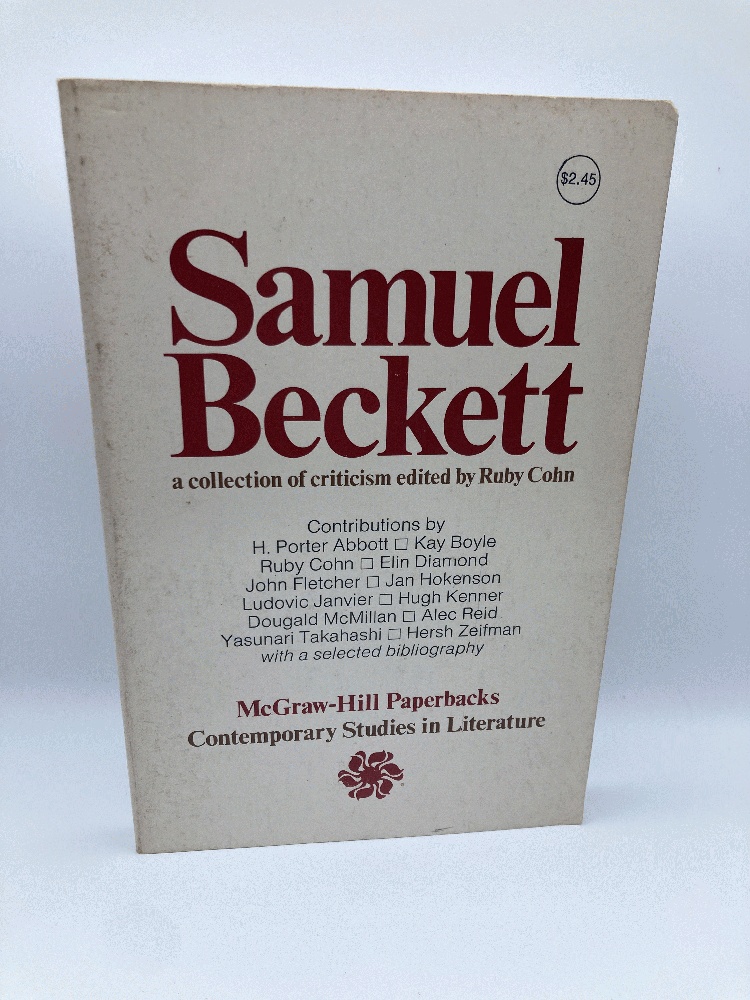 $2.45
Samuel
Beckett
a collection of criticism edited by Ruby Cohn
Contributions by
H. Porter Abbott □ Kay Boyle
Ruby Cohn □ Elin Diamond
John Fletcher □ Jan Hokenson
Ludovic Janvier □ Hugh Kenner
Dougald McMillan □ Alec Reid
Yasunari Takahashi □ Hersh Zeifman
with a selected bibliography
McGraw-Hill Paperbacks
Contemporary Studies in Literature